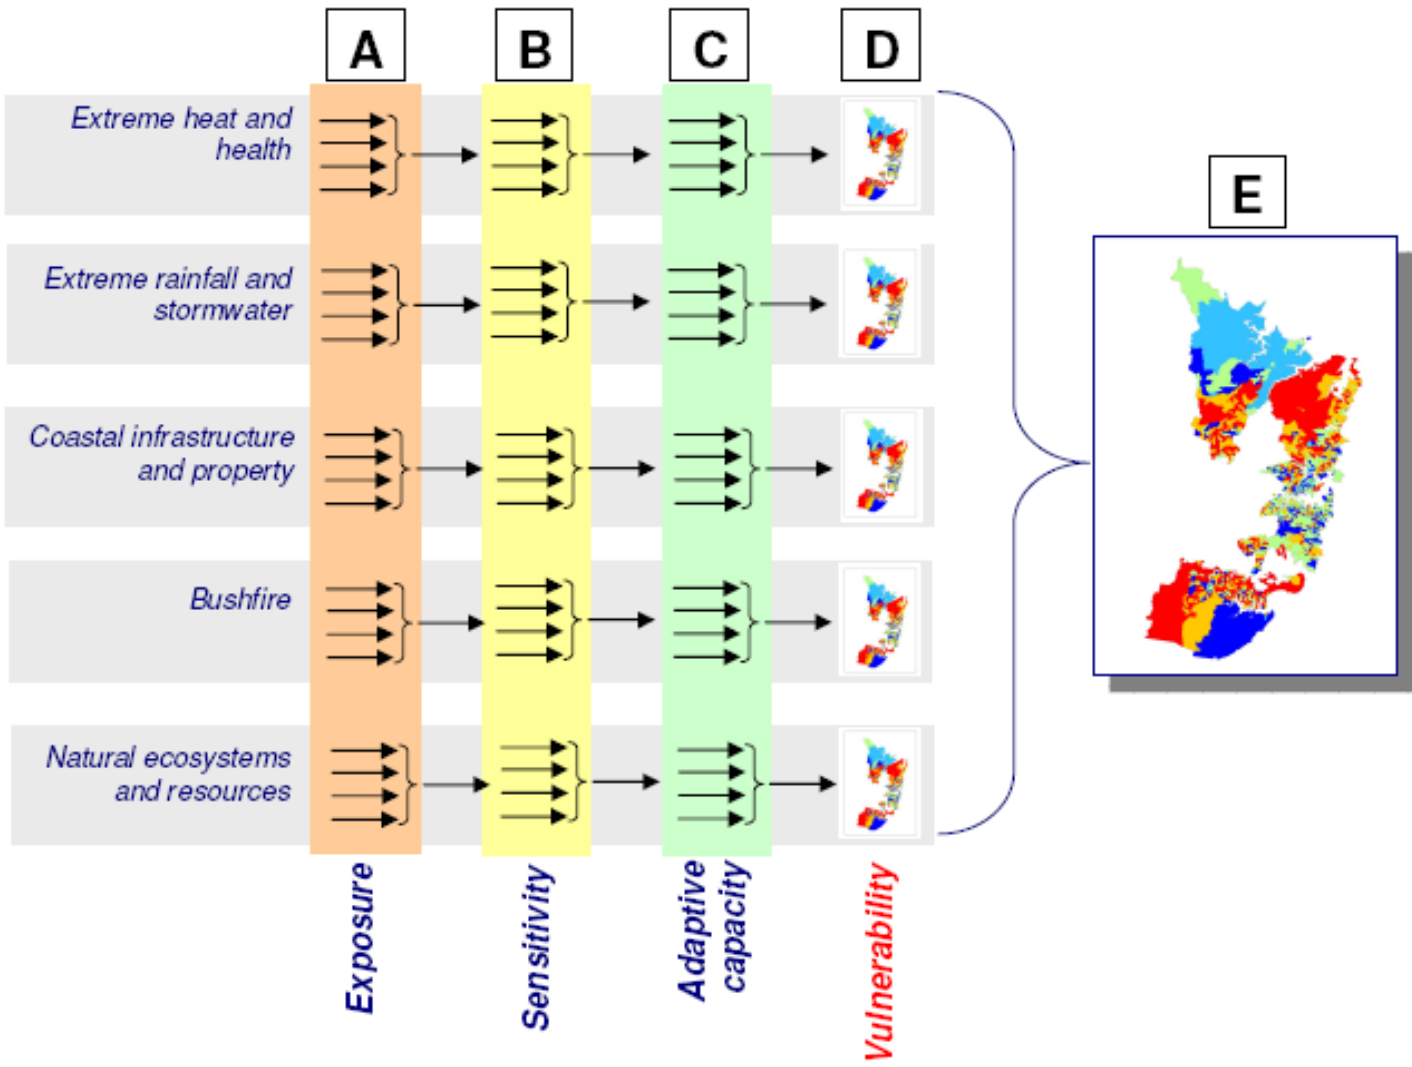 A
B
C
D
Extreme heat and
health
E
Extreme rainfall and
stormwater
Coastal infrastructure
and property
Bushfire
Natural ecosystems
and resources
Exposure
Sensitivity
Adaptive
capacity
Vulnerability